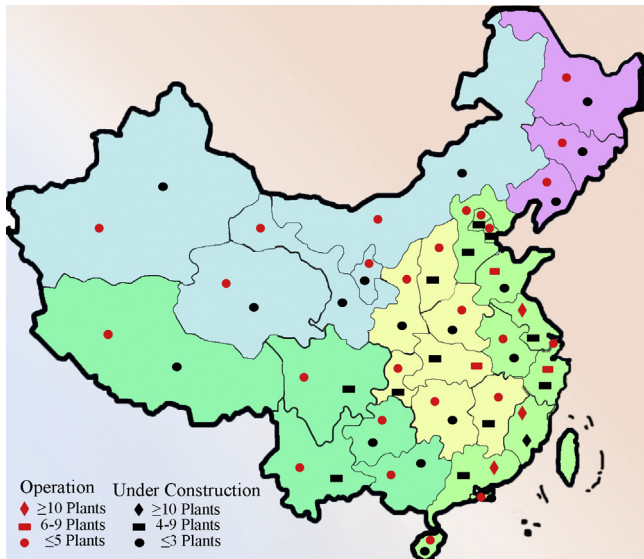 Operation Under Construction
≥10 Plants ≥10 Plants
6-9 Plants 4-9 Plants
≤5 Plants ≤3 Plants